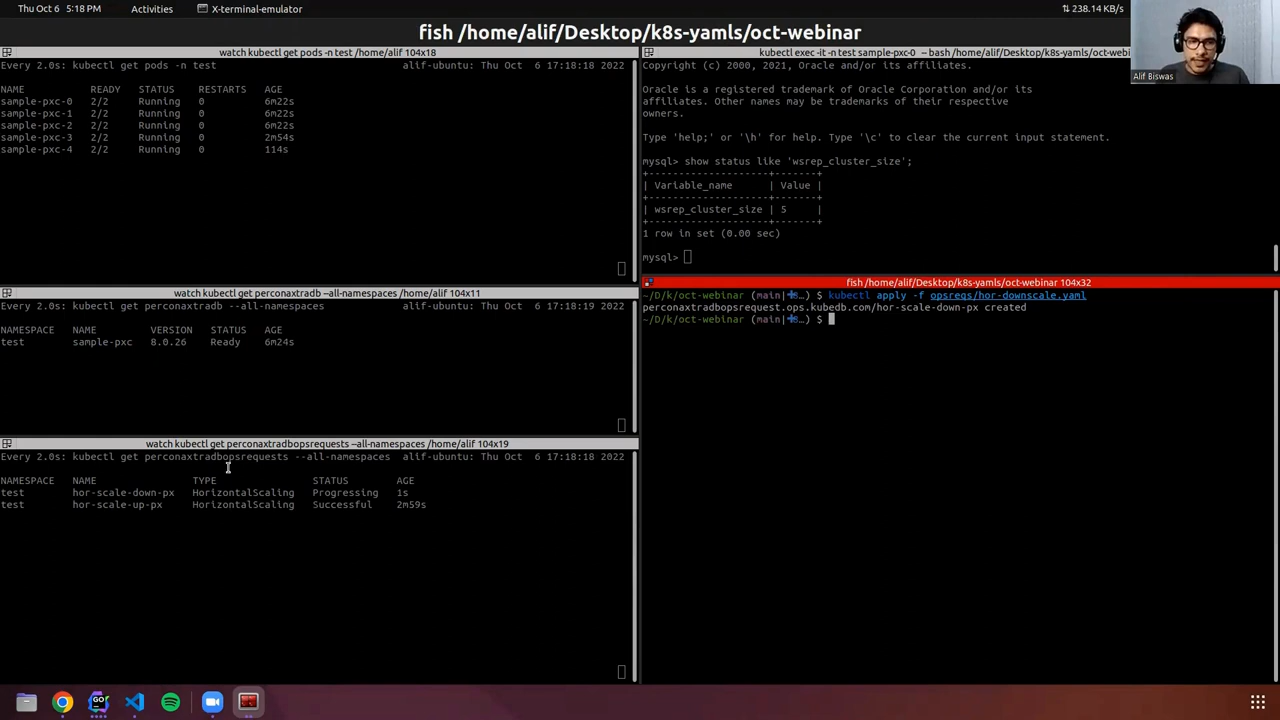 Thu Oct 6 5:18 PM Activities X-terminal-emulator 238.14 KB/s
fish /home/alif/Desktop/k8s-yamls/oct-webinar
watch kubectl get pods -n test /home/alif 104x18
Every 2.0s: kubectl get pods -n test alif-ubuntu: Thu Oct 6 17:18:18 2022
NAME READY STATUS RESTARTS AGE
sample-pxc-0 2/2 Running 0 6m22s
sample-pxc-1 2/2 Running 0 6m22s
sample-pxc-2 2/2 Running 0 6m22s
sample-pxc-3 2/2 Running 0 2m54s
sample-pxc-4 2/2 Running 0 114s
watch kubectl get perconaxtradb --all-namespaces /home/alif 104x11
Every 2.0s: kubectl get perconaxtradb --all-namespaces alif-ubuntu: Thu Oct 6 17:18:19 2022
NAMESPACE NAME VERSION STATUS AGE
test sample-pxc 8.0.26 Ready 6m24s
watch kubectl get perconaxtradbopsrequests --all-namespaces /home/alif 104x19
Every 2.0s: kubectl get perconaxtradbopsrequests --all-namespaces alif-ubuntu: Thu Oct 6 17:18:18 2022
NAMESPACE NAME TYPE STATUS AGE
test hor-scale-down-px HorizontalScaling Progressing 1s
test hor-scale-up-px HorizontalScaling Successful 2m59s
kubectl exec -it -n test sample-pxc-0 -- bash /home/alif/Desktop/k8s-yamls/oct-webi
Copyright (c) 2000, 2021, Oracle and/or its affiliates.
Oracle is a registered trademark of Oracle Corporation and/or its
affiliates. Other names may be trademarks of their respective
owners.
Type 'help;' or '\h' for help. Type '\c' to clear the current input statement.
mysql> show status like 'wsrep_cluster_size';
+--------------------+-------+
| Variable_name | Value |
+--------------------+-------+
| wsrep_cluster_size | 5 |
+--------------------+-------+
1 row in set (0.00 sec)
mysql>
fish /home/alif/Desktop/k8s-yamls/oct-webinar 104x32
~/D/k/oct-webinar (main|…) $ kubectl apply -f opsreqs/hor-downscale.yaml
perconaxtradbopsrequest.ops.kubedb.com/hor-scale-down-px created
~/D/k/oct-webinar (main|…) $
Alif Biswas
GO